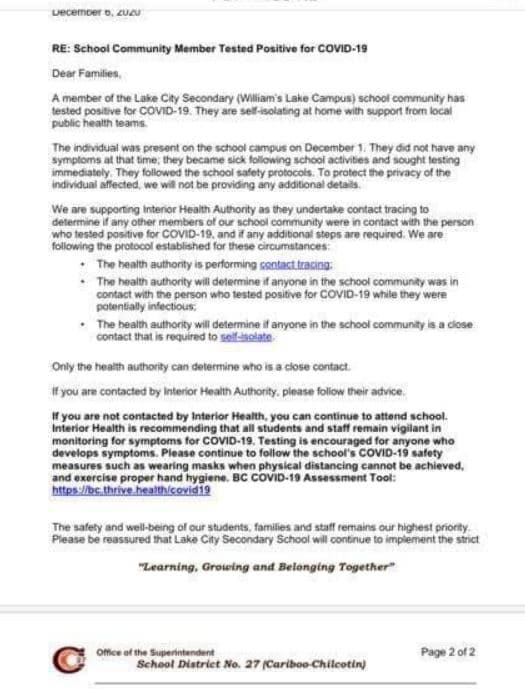 December 6, 2020
RE: School Community Member Tested Positive for COVID-19
Dear Families,
A member of the Lake City Secondary (William's Lake Campus) school community has
tested positive for COVID-19. They are self-isolating at home with support from local
public health teams.
The individual was present on the school campus on December 1. They did not have any
symptoms at that time; they became sick following school activities and sought testing
immediately. They followed the school safety protocols. To protect the privacy of the
individual affected, we will not be providing any additional details.
We are supporting Interior Health Authority as they undertake contact tracing to
determine if any other members of our school community were in contact with the person
who tested positive for COVID-19, and if any additional steps are required. We are
following the protocol established for these circumstances:
• The health authority is performing contact tracing;
• The health authority will determine if anyone in the school community was in
contact with the person who tested positive for COVID-19 while they were
potentially infectious;
• The health authority will determine if anyone in the school community is a close
contact that is required to self-isolate.
Only the health authority can determine who is a close contact.
If you are contacted by Interior Health Authority, please follow their advice.
If you are not contacted by Interior Health, you can continue to attend school.
Interior Health is recommending that all students and staff remain vigilant in
monitoring for symptoms for COVID-19. Testing is encouraged for anyone who
develops symptoms. Please continue to follow the school's COVID-19 safety
measures such as wearing masks when physical distancing cannot be achieved,
and exercise proper hand hygiene. BC COVID-19 Assessment Tool:
https://bc.thrive.health/covid19
The safety and well-being of our students, families and staff remains our highest priority.
Please be reassured that Lake City Secondary School will continue to implement the strict
"Learning, Growing and Belonging Together"
Office of the Superintendent
Page 2 of 2
School District No. 27 (Cariboo-Chilcotin)